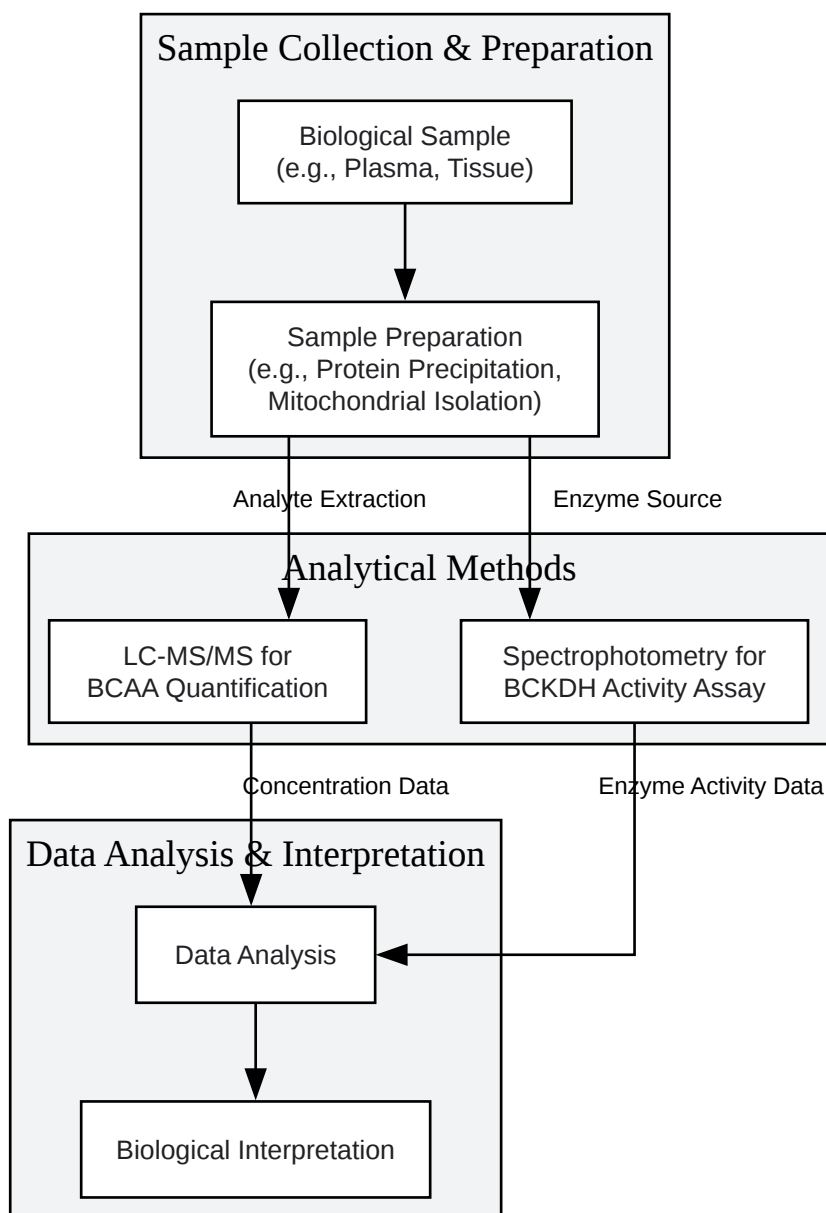 Sample Collection & Preparation
Biological Sample
(e.g., Plasma, Tissue)
Sample Preparation
(e.g., Protein Precipitation,
Mitochondrial Isolation)
Analyte Extraction
Enzyme Source
Analytical Methods
LC-MS/MS for
BCAA Quantification
Spectrophotometry for
BCKDH Activity Assay
Concentration Data
Enzyme Activity Data
Data Analysis & Interpretation
Data Analysis
Biological Interpretation